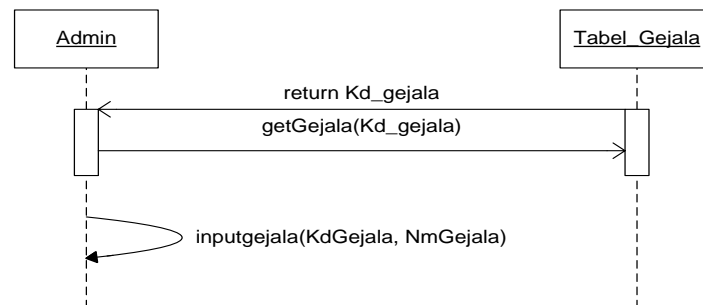 Admin
Tabel_Gejala
return Kd_gejala
getGejala(Kd_gejala)
inputgejala(KdGejala, NmGejala)